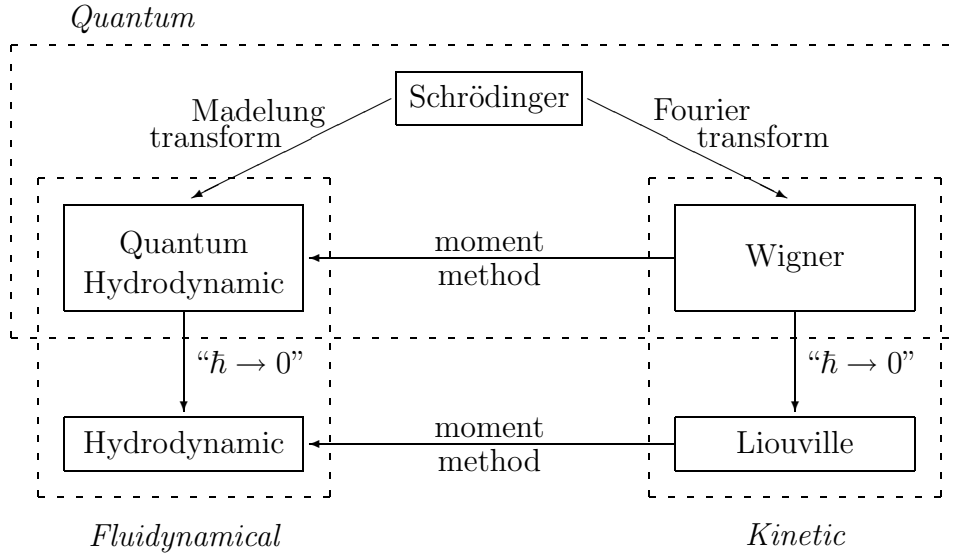 Quantum
Schrödinger
Madelung
transform
Fourier
transform
Quantum
Hydrodynamic
moment
method
Wigner
“ℏ → 0”
“ℏ → 0”
Hydrodynamic
moment
method
Liouville
Fluidynamical
Kinetic